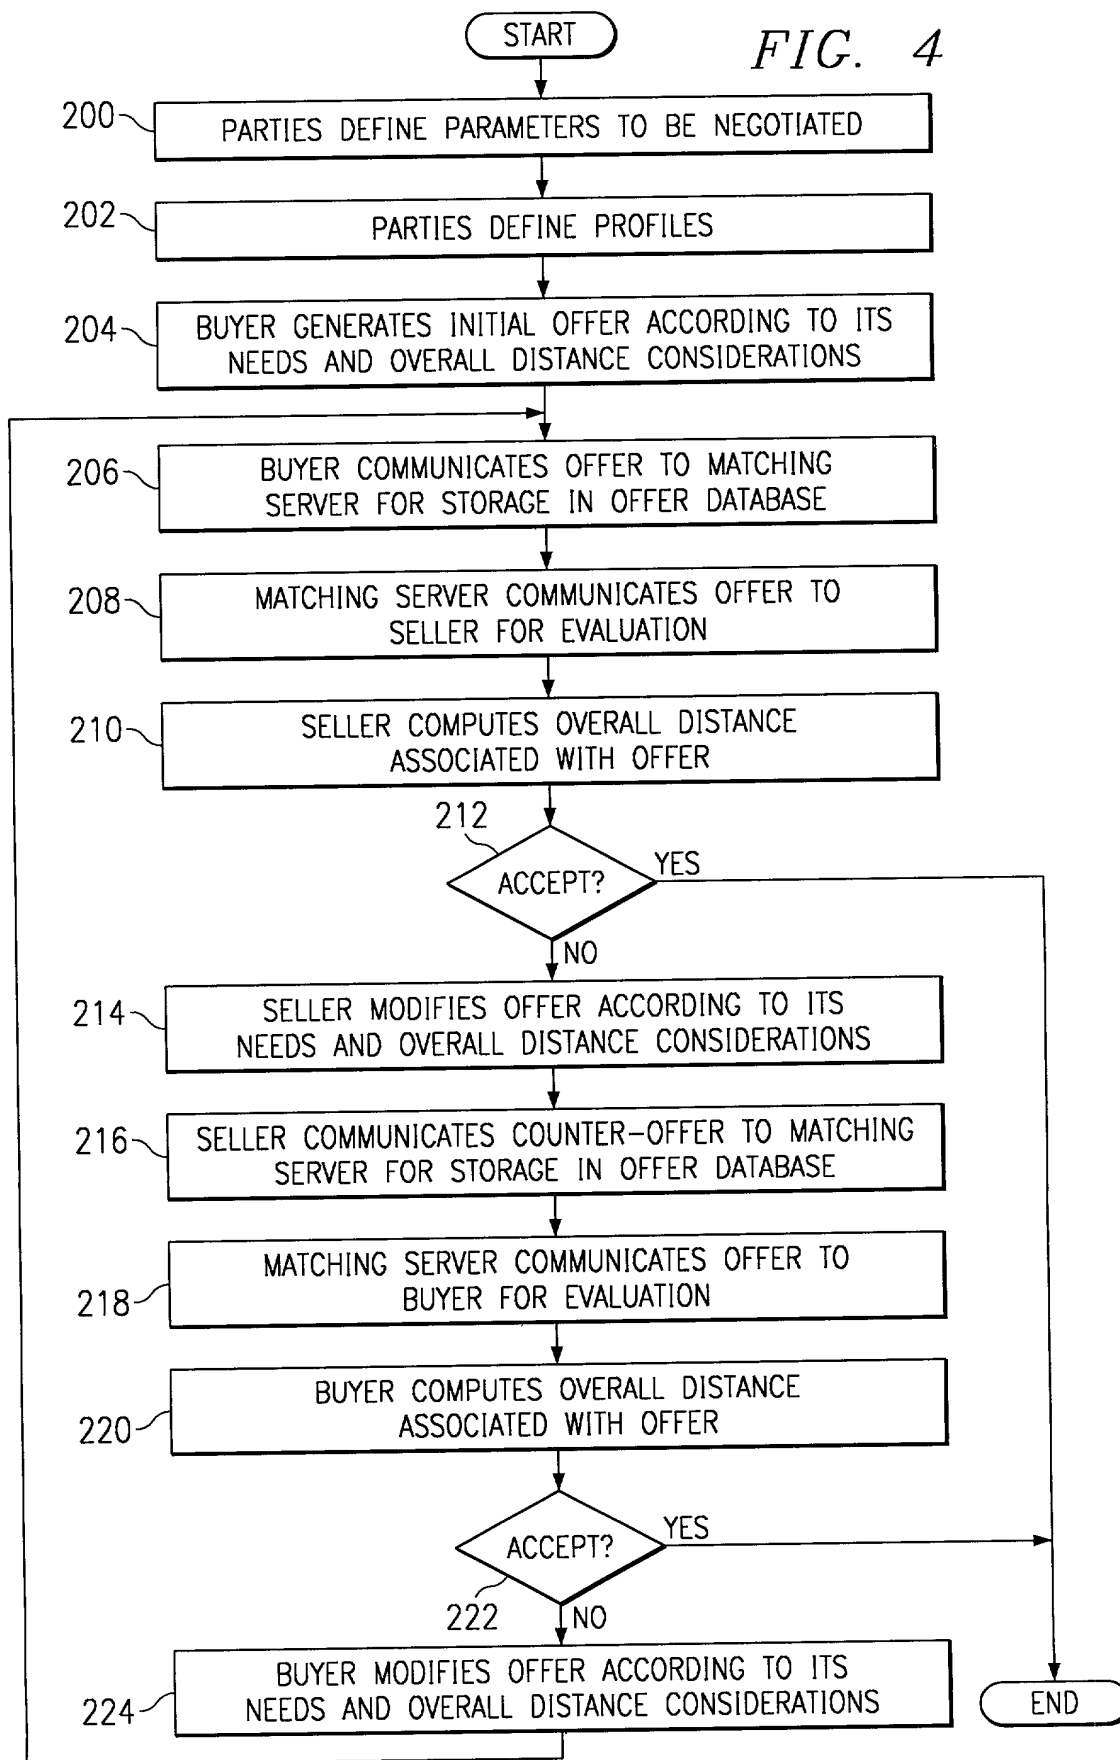 START
FIG. 4
200
PARTIES DEFINE PARAMETERS TO BE NEGOTIATED
202
PARTIES DEFINE PROFILES
204
BUYER GENERATES INITIAL OFFER ACCORDING TO ITS
NEEDS AND OVERALL DISTANCE CONSIDERATIONS
206
BUYER COMMUNICATES OFFER TO MATCHING
SERVER FOR STORAGE IN OFFER DATABASE
208
MATCHING SERVER COMMUNICATES OFFER TO
SELLER FOR EVALUATION
210
SELLER COMPUTES OVERALL DISTANCE
ASSOCIATED WITH OFFER
212
ACCEPT?
YES
NO
214
SELLER MODIFIES OFFER ACCORDING TO ITS
NEEDS AND OVERALL DISTANCE CONSIDERATIONS
216
SELLER COMMUNICATES COUNTER-OFFER TO MATCHING
SERVER FOR STORAGE IN OFFER DATABASE
218
MATCHING SERVER COMMUNICATES OFFER TO
BUYER FOR EVALUATION
220
BUYER COMPUTES OVERALL DISTANCE
ASSOCIATED WITH OFFER
ACCEPT?
YES
222
NO
224
BUYER MODIFIES OFFER ACCORDING TO ITS
NEEDS AND OVERALL DISTANCE CONSIDERATIONS
END